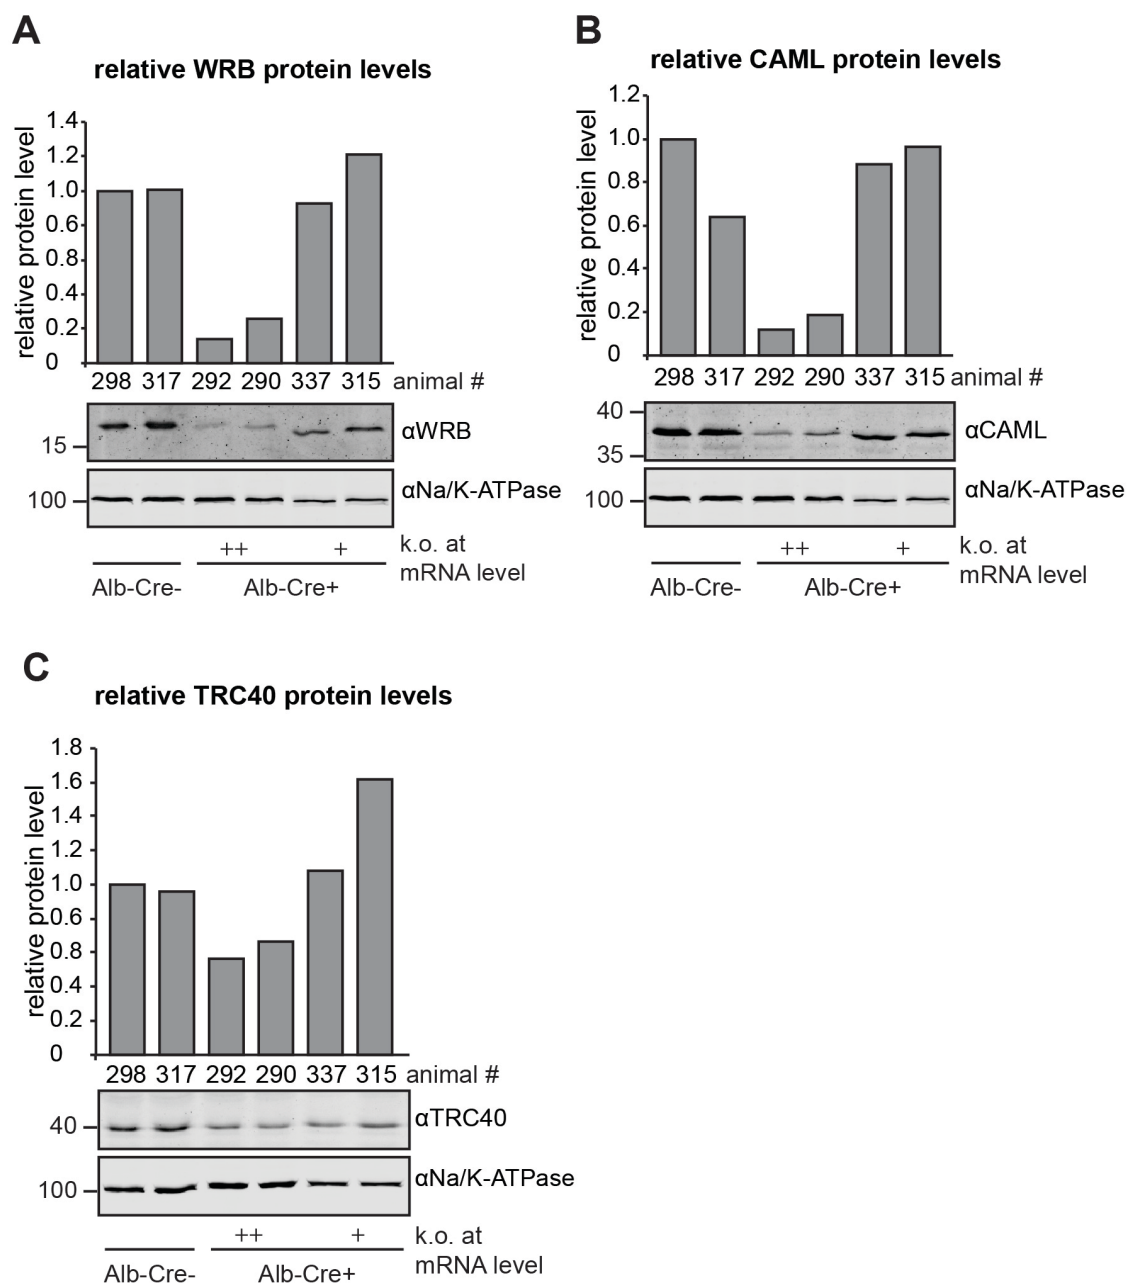 A
relative WRB protein levels
relative protein level
1.4
1.2
1.0
0.6
0.8
0.4
0.2
0
298 317 292 290 337 315 animal #
15
αWRB
100
αNa/K-ATPase
++ + k.o. at
mRNA level
Alb-Cre- Alb-Cre+
B
relative CAML protein levels
relative protein level
1.2
1.0
0.8
0.6
0.4
0.2
0
298 317 292 290 337 315 animal #
40
35
αCAML
100
αNa/K-ATPase
++ + k.o. at
mRNA level
Alb-Cre- Alb-Cre+
C
relative TRC40 protein levels
relative protein level
1.8
1.6
1.4
1.2
1.0
0.6
0.8
0.4
0.2
0
298 317 292 290 337 315 animal #
40
αTRC40
100
αNa/K-ATPase
++ + k.o. at
mRNA level
Alb-Cre- Alb-Cre+